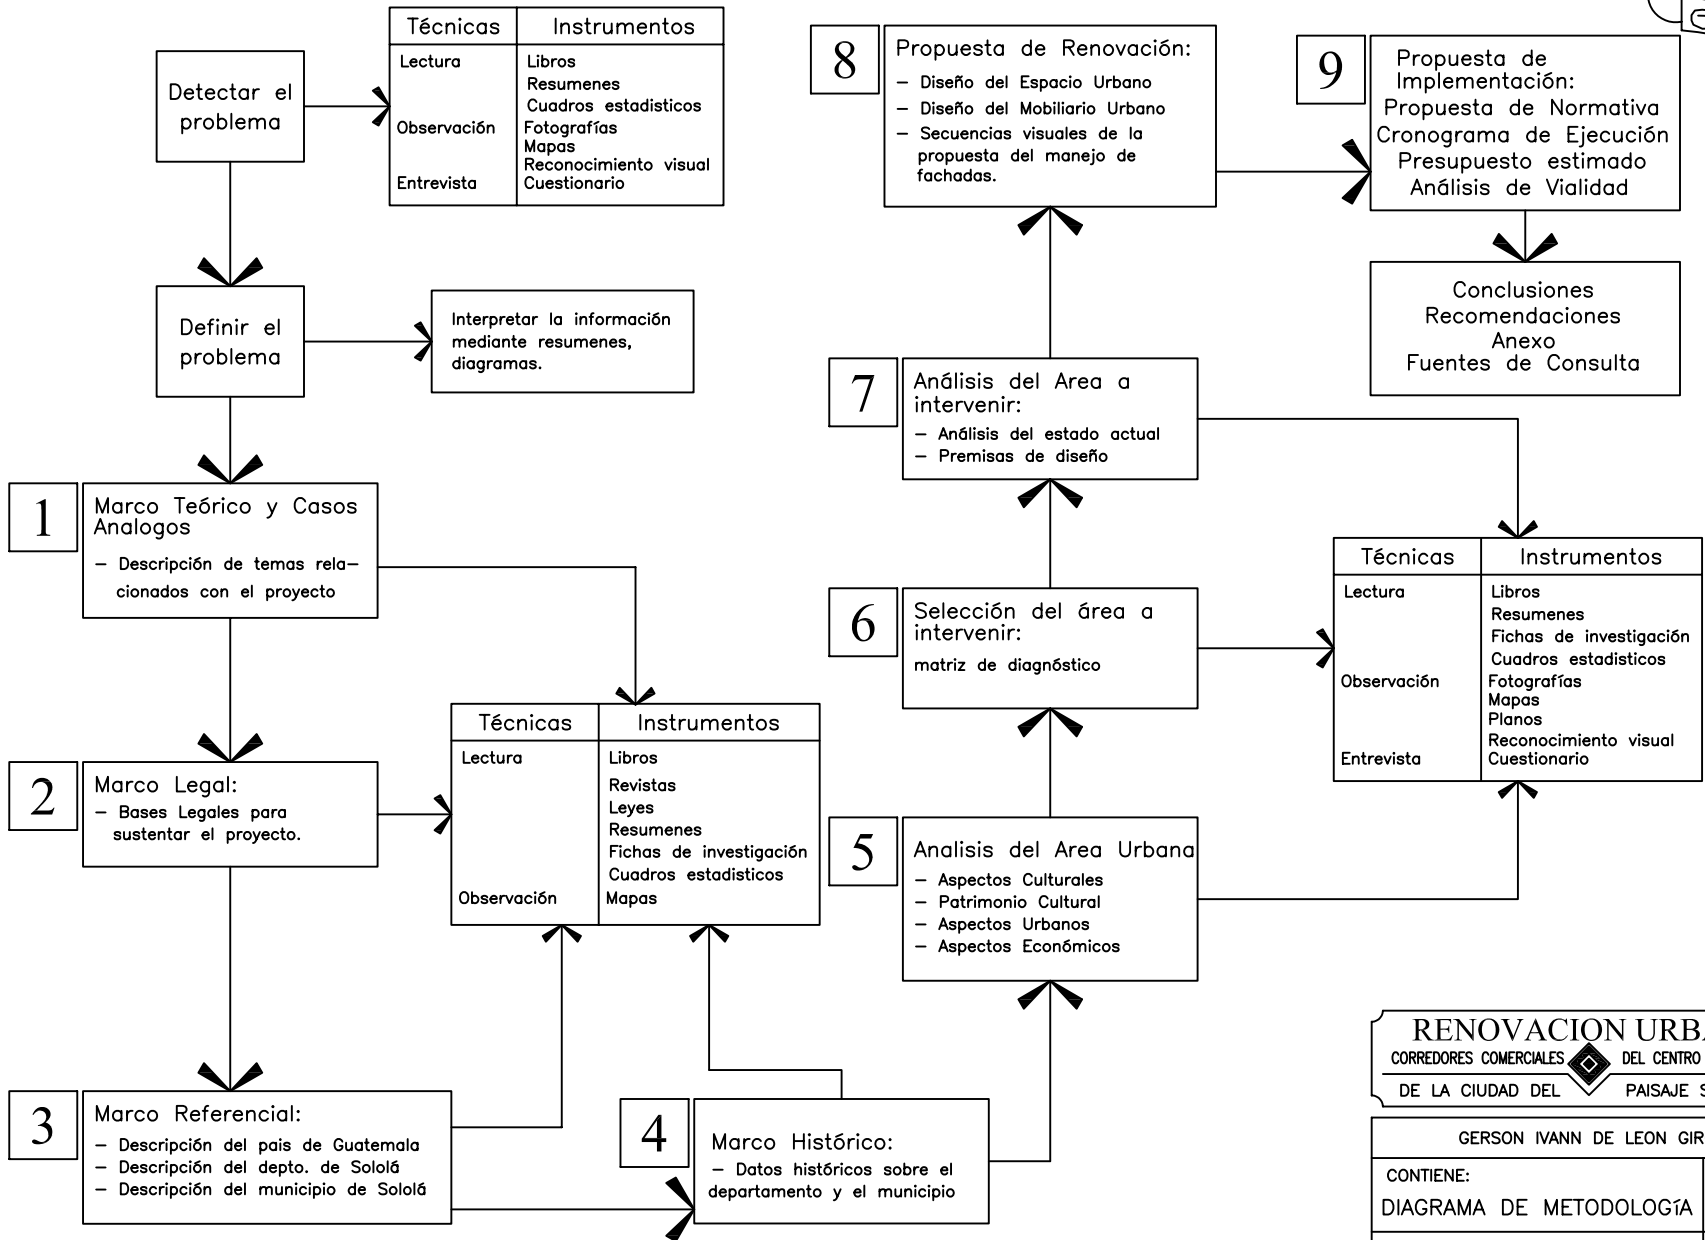 Detectar el
problema
Técnicas Instrumentos
Lectura Libros
Resumenes
Cuadros estadisticos
Observación Fotografías
Mapas
Reconocimiento visual
Entrevista Cuestionario
Definir el
problema
Interpretar la información
mediante resumenes,
diagramas.
1
Marco Teórico y Casos
Analogos
– Descripción de temas rela–
cionados con el proyecto
2
Marco Legal:
– Bases Legales para
sustentar el proyecto.
Técnicas Instrumentos
Lectura Libros
Revistas
Leyes
Resumenes
Fichas de investigación
Cuadros estadisticos
Observación Mapas
3
Marco Referencial:
– Descripción del pais de Guatemala
– Descripción del depto. de Sololá
– Descripción del municipio de Sololá
4
Marco Histórico:
– Datos históricos sobre el
departamento y el municipio
5
Analisis del Area Urbana
– Aspectos Culturales
– Patrimonio Cultural
– Aspectos Urbanos
– Aspectos Económicos
6
Selección del área a
intervenir:
matriz de diagnóstico
7
Análisis del Area a
intervenir:
– Análisis del estado actual
– Premisas de diseño
Técnicas Instrumentos
Lectura Libros
Resumenes
Fichas de investigación
Cuadros estadisticos
Observación Fotografías
Mapas
Planos
Reconocimiento visual
Entrevista Cuestionario
8
Propuesta de Renovación:
– Diseño del Espacio Urbano
– Diseño del Mobiliario Urbano
– Secuencias visuales de la
propuesta del manejo de
fachadas.
9
Propuesta de
Implementación:
Propuesta de Normativa
Cronograma de Ejecución
Presupuesto estimado
Análisis de Vialidad
Conclusiones
Recomendaciones
Anexo
Fuentes de Consulta
RENOVACION URB
CORREDORES COMERCIALES DEL CENTRO
DE LA CIUDAD DEL PAISAJE S
GERSON IVANN DE LEON GIR
CONTIENE:
DIAGRAMA DE METODOLOGíA